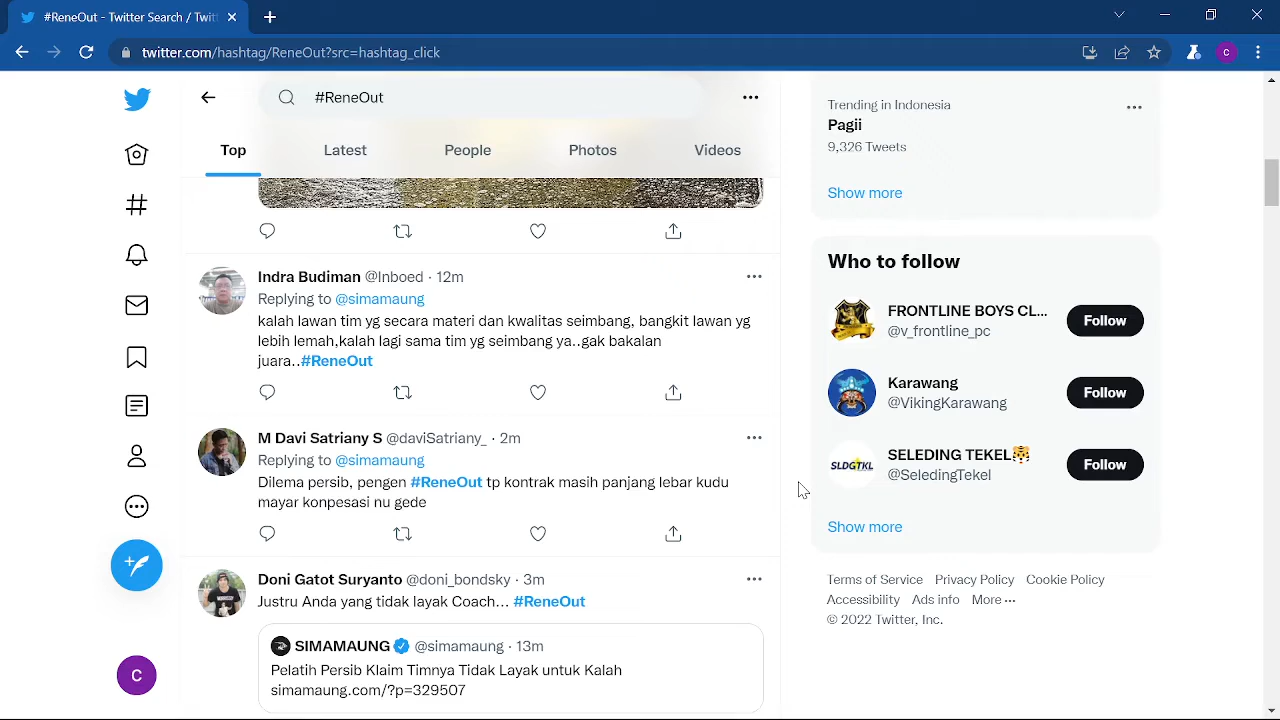 #ReneOut - Twitter Search / Twitt
twitter.com/hashtag/ReneOut?src=hashtag_click
C
#ReneOut
Top
Latest
People
Photos
Videos
Indra Budiman @Inboed · 12m
Replying to @simamaung
kalah lawan tim yg secara materi dan kwalitas seimbang, bangkit lawan yg
lebih lemah,kalah lagi sama tim yg seimbang ya..gak bakalan
juara..#ReneOut
M Davi Satriany S @daviSatriany_ · 2m
Replying to @simamaung
Dilema persib, pengen #ReneOut tp kontrak masih panjang lebar kudu
mayar konpesasi nu gede
Doni Gatot Suryanto @doni_bondsky · 3m
Justru Anda yang tidak layak Coach... #ReneOut
SIMAMAUNG @simamaung · 13m
Pelatih Persib Klaim Timnya Tidak Layak untuk Kalah
simamaung.com/?p=329507
C
Trending in Indonesia
Pagii
9,326 Tweets
Show more
Who to follow
FRONTLINE BOYS CL...
@v_frontline_pc
Follow
Karawang
@VikingKarawang
Follow
SLDGTKL
SELEDING TEKEL🐯
@SeledingTekel
Follow
Show more
Terms of Service Privacy Policy Cookie Policy
Accessibility Ads info More ···
© 2022 Twitter, Inc.